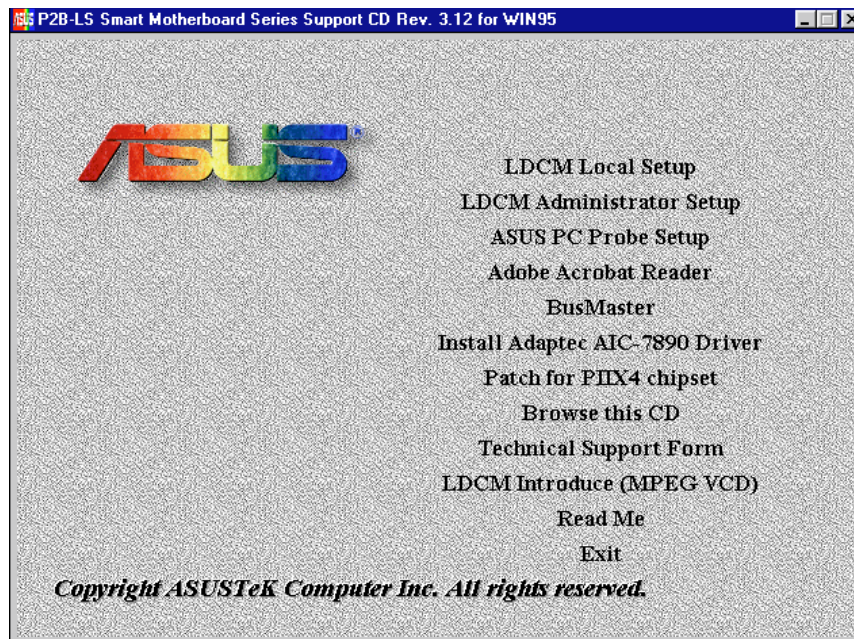 P2B-LS Smart Motherboard Series Support CD Rev. 3.12 for WIN95
ASUS®
LDCM Local Setup
LDCM Administrator Setup
ASUS PC Probe Setup
Adobe Acrobat Reader
BusMaster
Install Adaptec AIC-7890 Driver
Patch for PIIX4 chipset
Browse this CD
Technical Support Form
LDCM Introduce (MPEG VCD)
Read Me
Exit
Copyright ASUSTeK Computer Inc. All rights reserved.